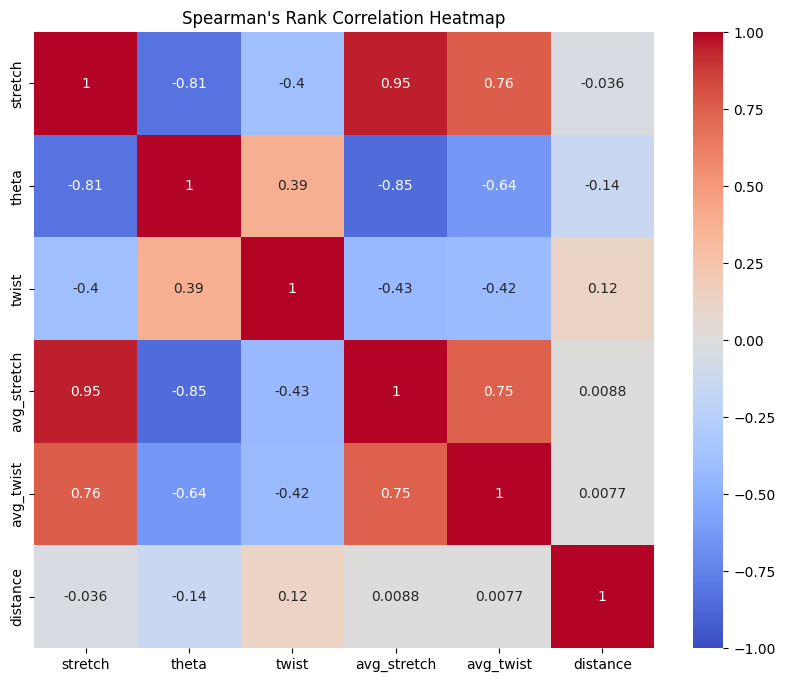 Spearman's Rank Correlation Heatmap
stretch 1 -0.81 -0.4 0.95 0.76 -0.036
theta -0.81 1 0.39 -0.85 -0.64 -0.14
twist -0.4 0.39 1 -0.43 -0.42 0.12
avg_stretch 0.95 -0.85 -0.43 1 0.75 0.0088
avg_twist 0.76 -0.64 -0.42 0.75 1 0.0077
distance -0.036 -0.14 0.12 0.0088 0.0077 1
stretch theta twist avg_stretch avg_twist distance
1.00
0.75
0.50
0.25
0.00
−0.25
−0.50
−0.75
−1.00